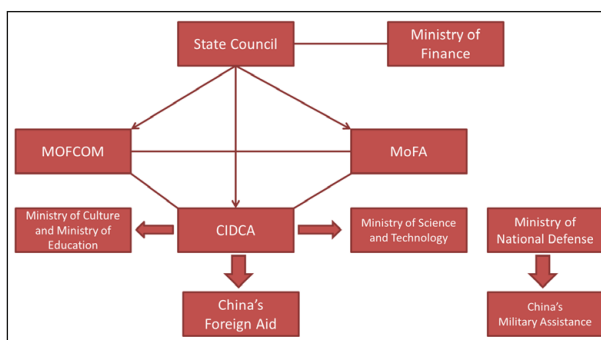 State Council
Ministry of
Finance
MOFCOM
MoFA
Ministry of Culture
and Ministry of
Education
CIDCA
Ministry of Science
and Technology
Ministry of
National Defense
China's
Foreign Aid
China's
Military Assistance